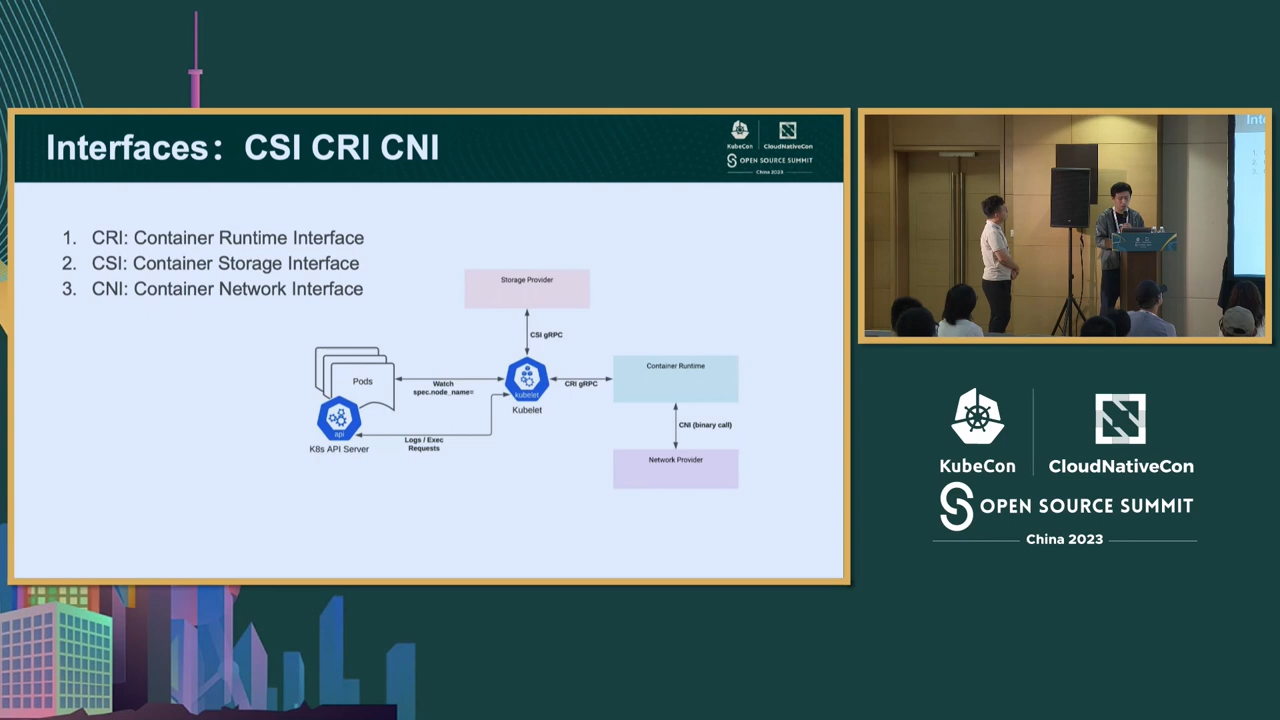 Interfaces：CSI CRI CNI
KubeCon
CloudNativeCon
OPEN SOURCE SUMMIT
China 2023
1. CRI: Container Runtime Interface
2. CSI: Container Storage Interface
3. CNI: Container Network Interface
Storage Provider
CSI gRPC
Pods
Watch
spec.node_name=
kubelet
Kubelet
CRI gRPC
Container Runtime
api
K8s API Server
Logs / Exec
Requests
CNI (binary call)
Network Provider
Inte
KubeCon
CloudNativeCon
OPEN SOURCE SUMMIT
China 2023